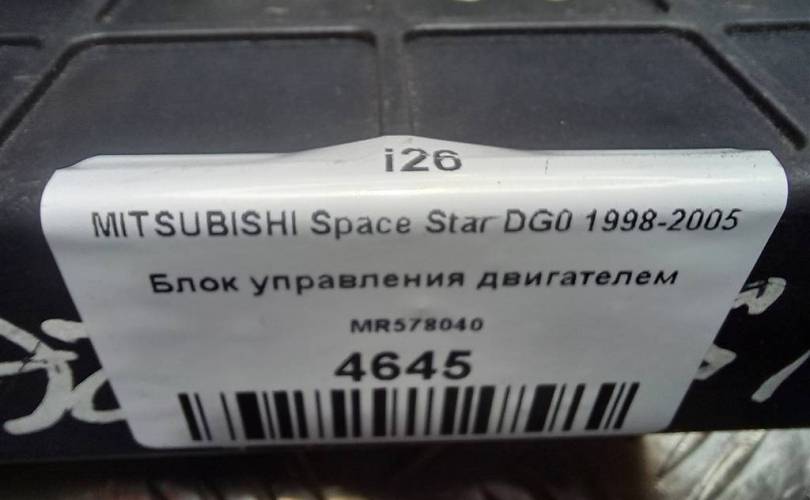 i26
MITSUBISHI Space Star DG0 1998-2005
Блок управления двигателем
MR578040
4645